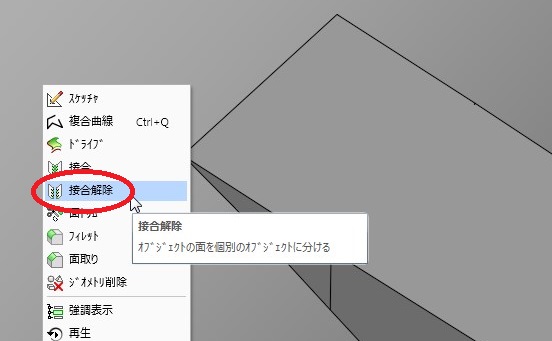 ｽｹｯﾁｬ
複合曲線 Ctrl+Q
ﾄﾞﾗｲﾌﾞ
接合
接合解除
面ﾄﾘﾑ
ﾌｨﾚｯﾄ
面取り
ｼﾞｵﾒﾄﾘ削除
強調表示
再生
接合解除
ｵﾌﾞｼﾞｪｸﾄの面を個別のｵﾌﾞｼﾞｪｸﾄに分ける